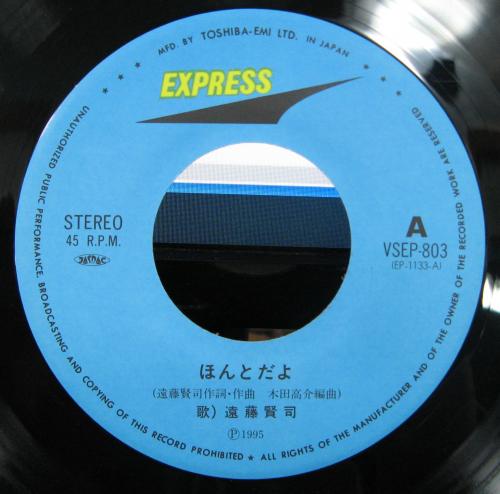 MFD. BY TOSHIBA-EMI LTD. IN JAPAN
EXPRESS
STEREO
45 R.P.M.
A
VSEP-803
(EP-1133-A)
ほんとだよ
(遠藤賢司作詞・作曲 木田高介編曲)
歌)遠藤賢司
Ⓟ1995
UNAUTHORIZED PUBLIC PERFORMANCE, BROADCASTING AND COPYING OF THIS RECORD PROHIBITED ★ ALL RIGHTS OF THE MANUFACTURER AND OF THE OWNER OF THE RECORDED WORK ARE RESERVED